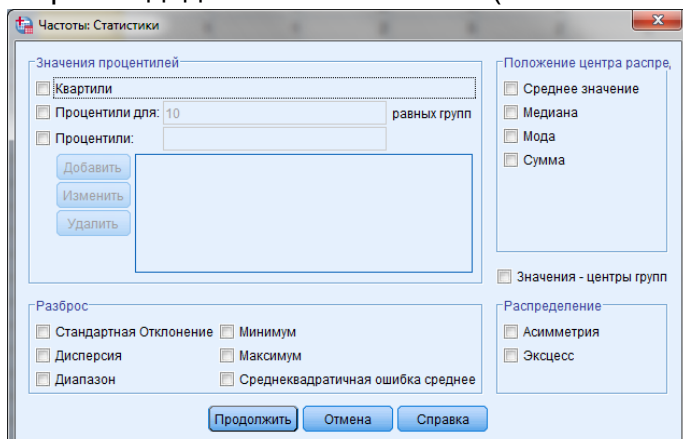 Частоты: Статистики
Значения процентилей
Квартили
Процентили для: 10 равных групп
Процентили:
Добавить
Изменить
Удалить
Положение центра распре
Среднее значение
Медиана
Мода
Сумма
Значения - центры групп
Разброс
Стандартная Отклонение Минимум
Дисперсия Максимум
Диапазон Среднеквадратичная ошибка среднее
Распределение
Асимметрия
Эксцесс
Продолжить Отмена Справка